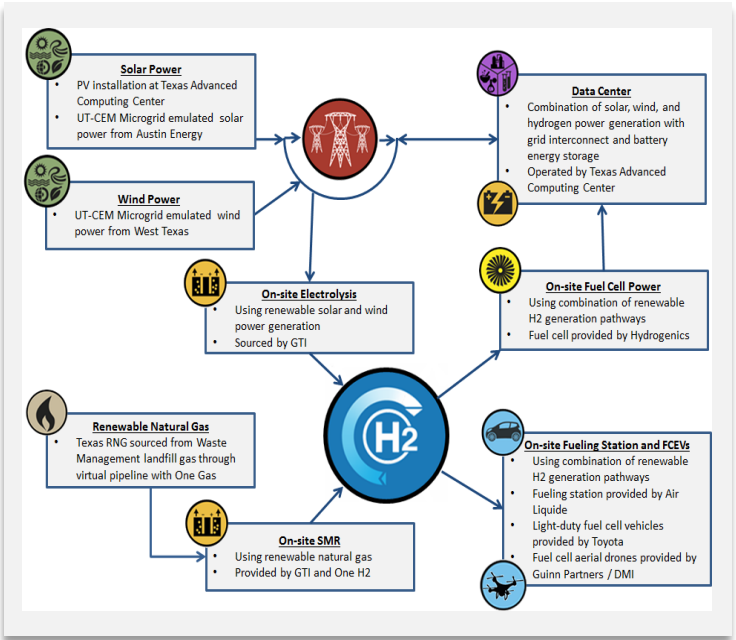 Solar Power
PV installation at Texas Advanced
Computing Center
UT-CEM Microgrid emulated solar
power from Austin Energy
Wind Power
UT-CEM Microgrid emulated wind
power from West Texas
Data Center
Combination of solar, wind, and
hydrogen power generation with
grid interconnect and battery
energy storage
Operated by Texas Advanced
Computing Center
On-site Electrolysis
Using renewable solar and wind
power generation
Sourced by GTI
On-site Fuel Cell Power
Using combination of renewable
H2 generation pathways
Fuel cell provided by Hydrogenics
H2
Renewable Natural Gas
Texas RNG sourced from Waste
Management landfill gas through
virtual pipeline with One Gas
On-site SMR
Using renewable natural gas
Provided by GTI and One H2
On-site Fueling Station and FCEVs
Using combination of renewable
H2 generation pathways
Fueling station provided by Air
Liquide
Light-duty fuel cell vehicles
provided by Toyota
Fuel cell aerial drones provided by
Guinn Partners / DMI